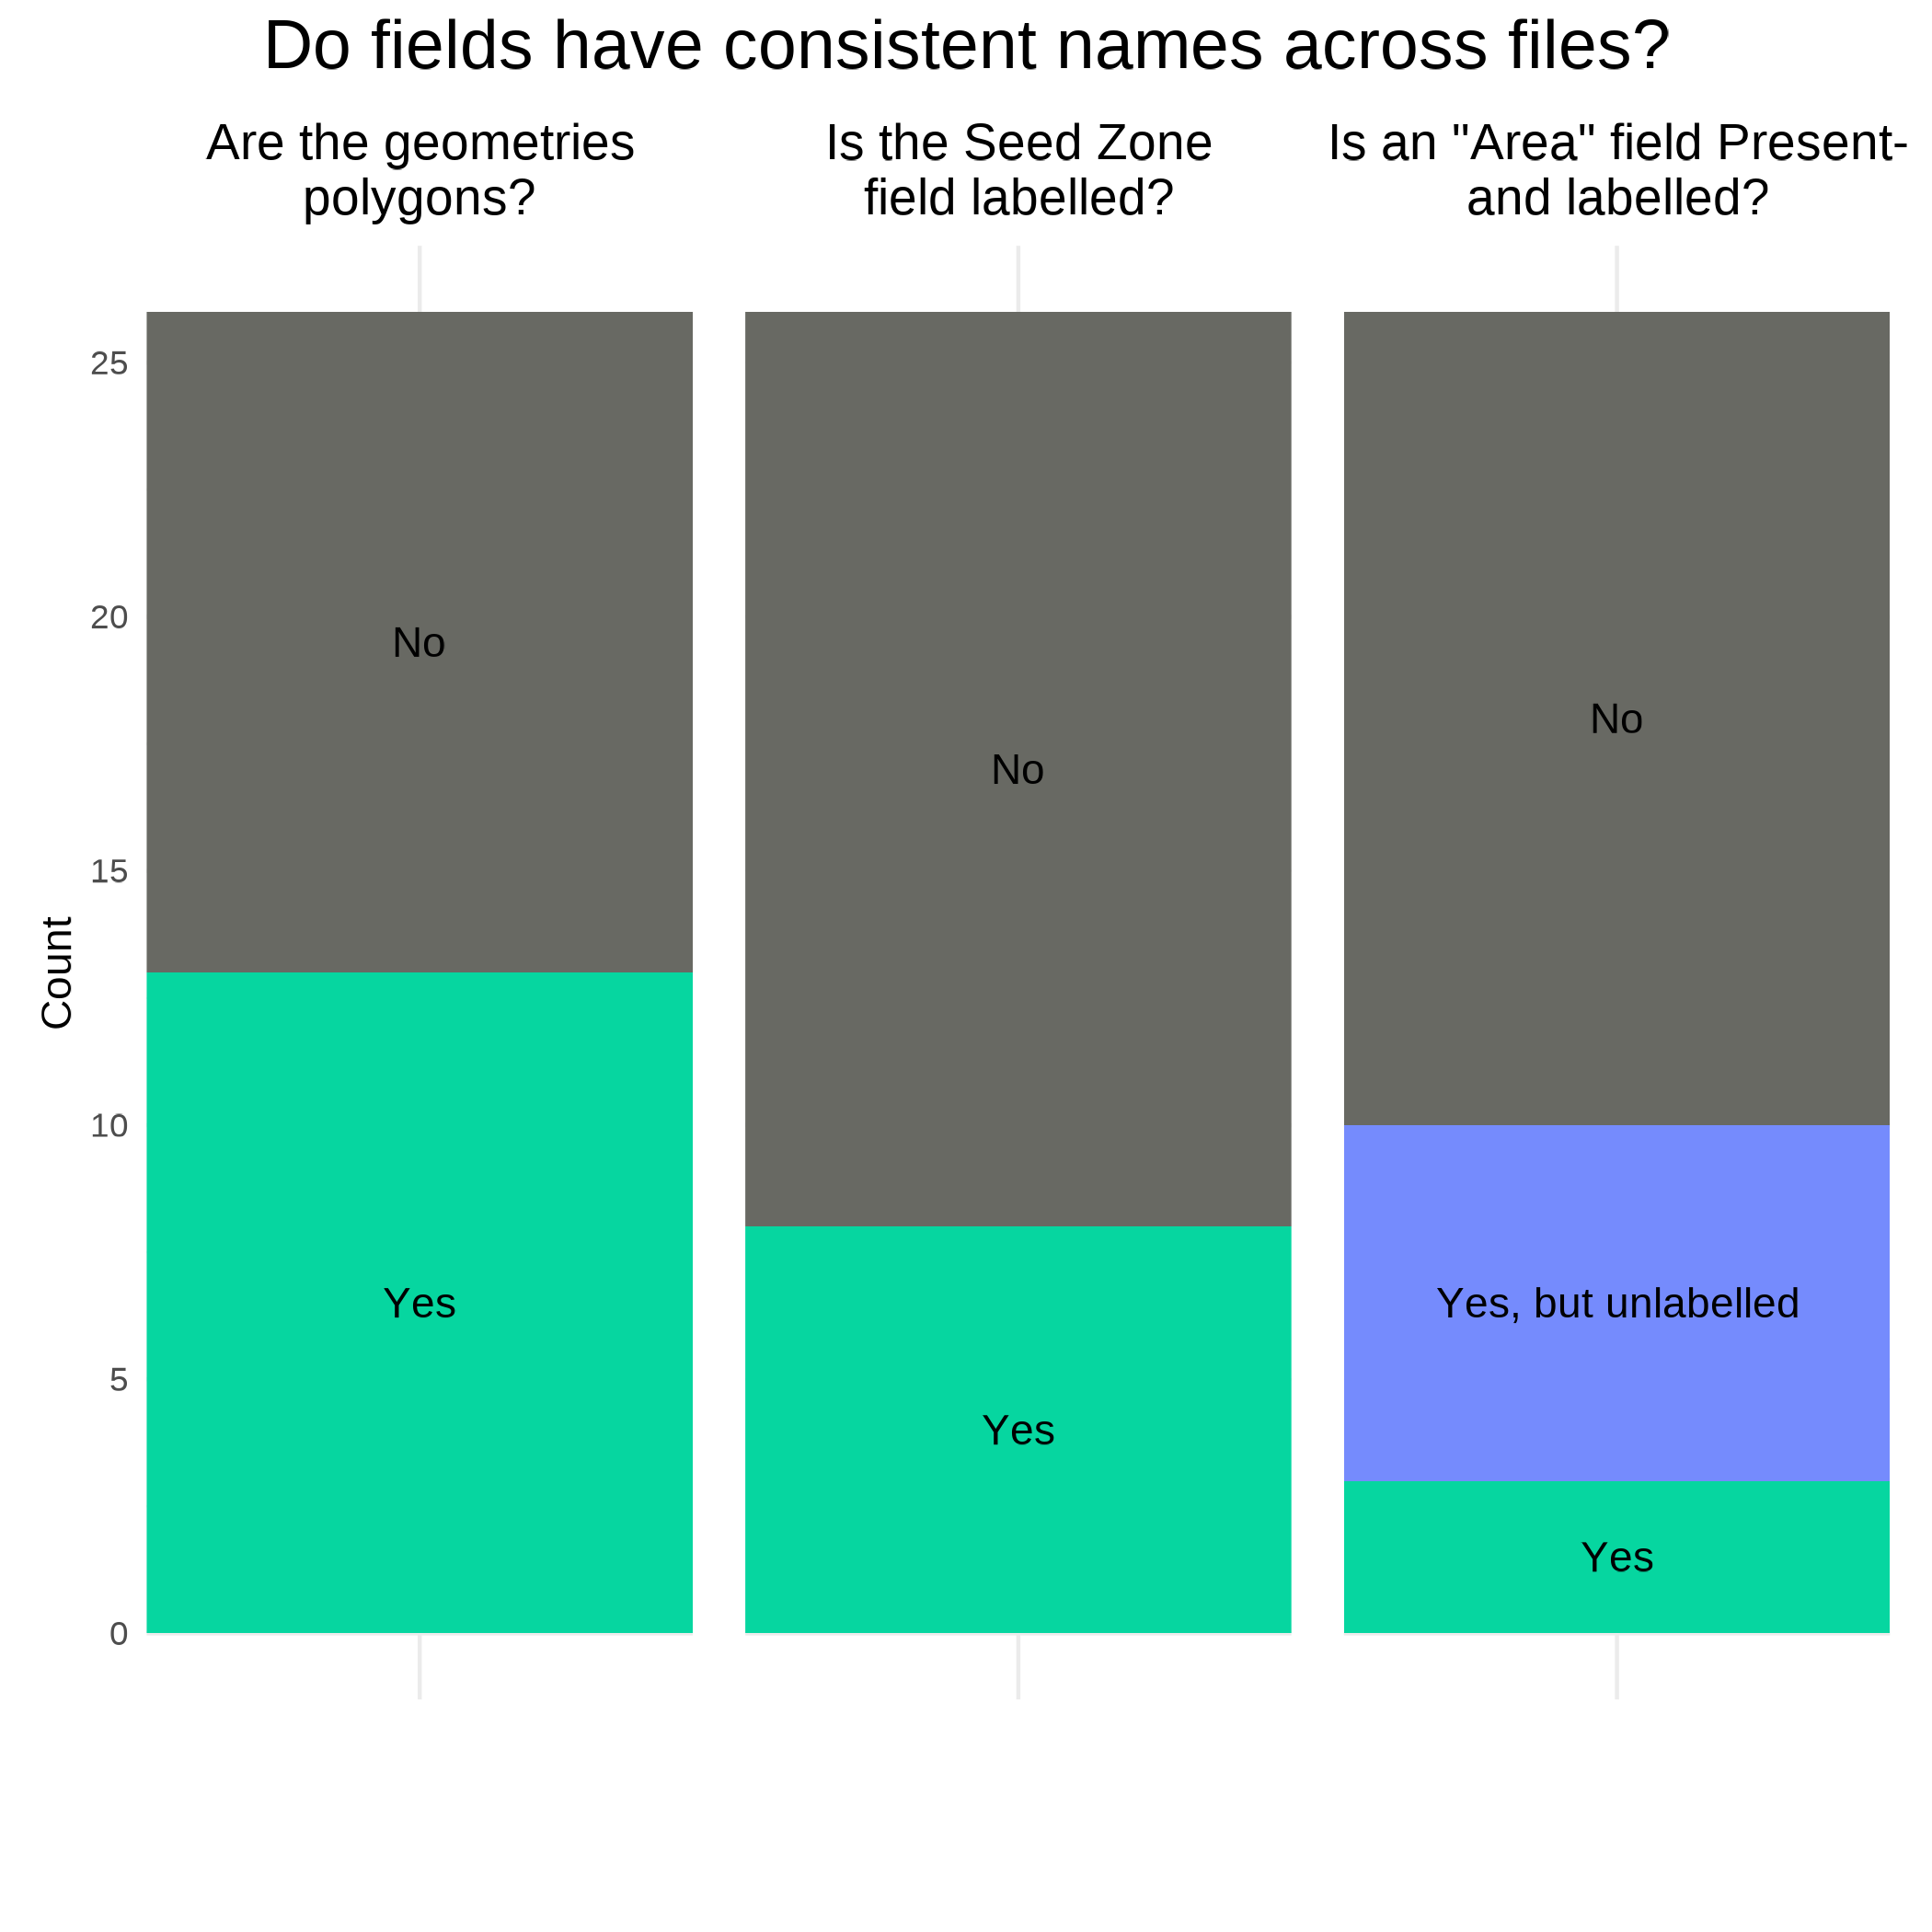 Do fields have consistent names across files?
Are the geometries
polygons?
Is the Seed Zone
field labelled?
Is an "Area" field Present-
and labelled?
25
20
15
10
5
0
Count
No
Yes
No
Yes
No
Yes, but unlabelled
Yes